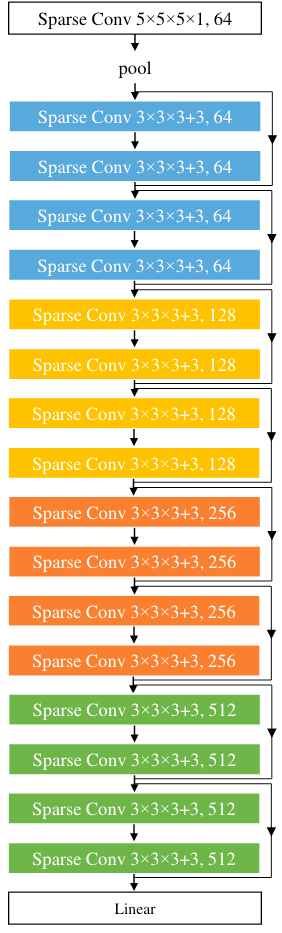 Sparse Conv 5×5×5×1, 64
pool
Sparse Conv 3×3×3+3, 64
Sparse Conv 3×3×3+3, 64
Sparse Conv 3×3×3+3, 64
Sparse Conv 3×3×3+3, 64
Sparse Conv 3×3×3+3, 128
Sparse Conv 3×3×3+3, 128
Sparse Conv 3×3×3+3, 128
Sparse Conv 3×3×3+3, 128
Sparse Conv 3×3×3+3, 256
Sparse Conv 3×3×3+3, 256
Sparse Conv 3×3×3+3, 256
Sparse Conv 3×3×3+3, 256
Sparse Conv 3×3×3+3, 512
Sparse Conv 3×3×3+3, 512
Sparse Conv 3×3×3+3, 512
Sparse Conv 3×3×3+3, 512
Linear